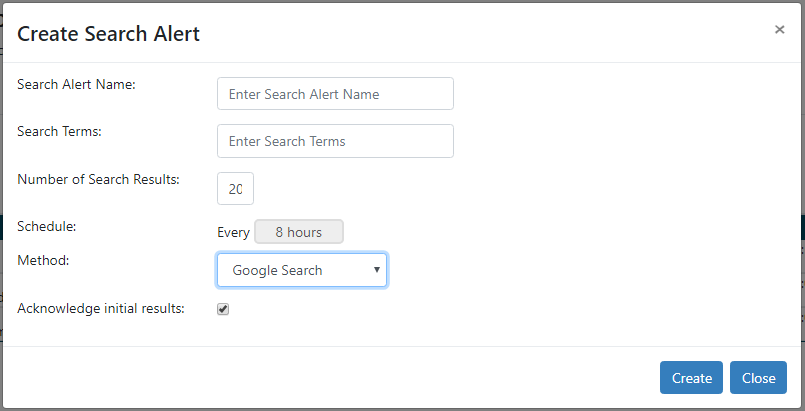 Create Search Alert ×
Search Alert Name: Enter Search Alert Name
Search Terms: Enter Search Terms
Number of Search Results: 20
Schedule: Every 8 hours
Method: Google Search
Acknowledge initial results:
Create Close